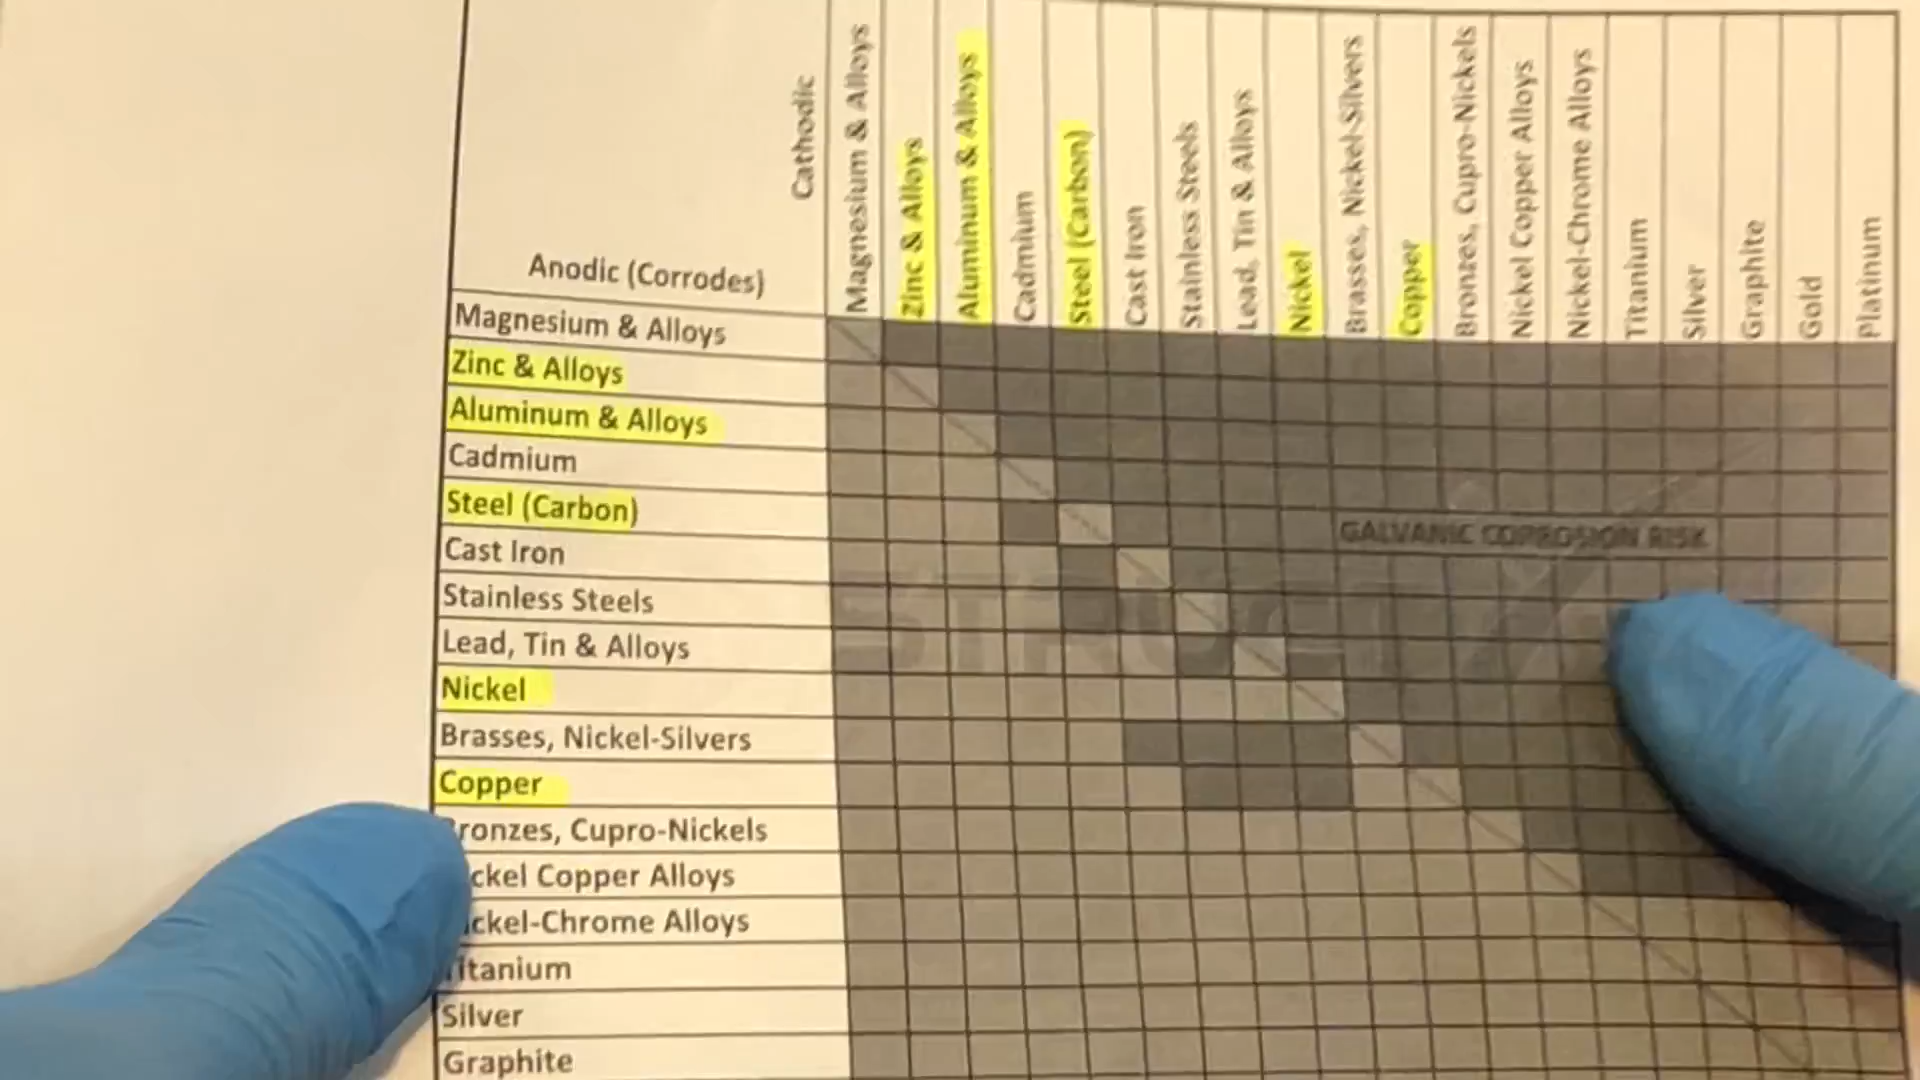 Cathodic
Magnesium & Alloys
Zinc & Alloys
Aluminum & Alloys
Cadmium
Steel (Carbon)
Cast Iron
Stainless Steels
Lead, Tin & Alloys
Nickel
Brasses, Nickel-Silvers
Copper
Bronzes, Cupro-Nickels
Nickel Copper Alloys
Nickel-Chrome Alloys
Titanium
Silver
Graphite
Gold
Platinum
Anodic (Corrodes)
Magnesium & Alloys
Zinc & Alloys
Aluminum & Alloys
Cadmium
Steel (Carbon)
GALVANIC CORROSION RISK
Cast Iron
Stainless Steels
Lead, Tin & Alloys
Nickel
Brasses, Nickel-Silvers
Copper
ronzes, Cupro-Nickels
ckel Copper Alloys
ckel-Chrome Alloys
itanium
Silver
Graphite